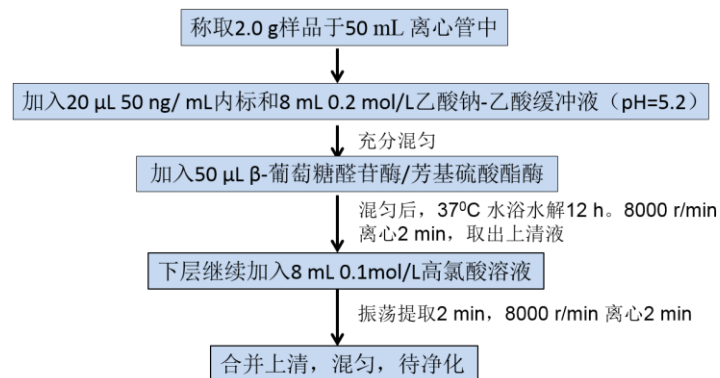 称取2.0 g样品于50 mL 离心管中
加入20 μL 50 ng/ mL内标和8 mL 0.2 mol/L乙酸钠-乙酸缓冲液（pH=5.2）
充分混匀
加入50 μL β-葡萄糖醛苷酶/芳基硫酸酯酶
混匀后，37⁰C 水浴水解12 h。8000 r/min
离心2 min，取出上清液
下层继续加入8 mL 0.1mol/L高氯酸溶液
振荡提取2 min，8000 r/min 离心2 min
合并上清，混匀，待净化